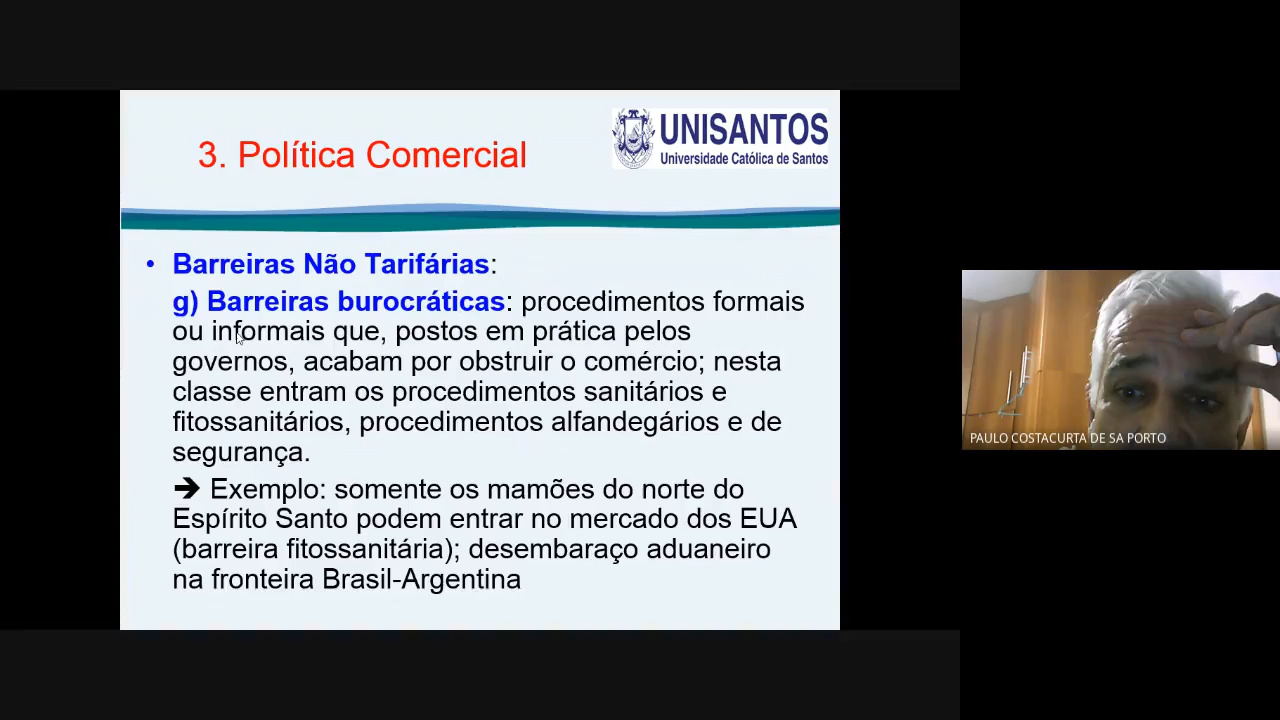 3. Política Comercial
UNISANTOS
Universidade Católica de Santos
• Barreiras Não Tarifárias:
g) Barreiras burocráticas: procedimentos formais
ou informais que, postos em prática pelos
governos, acabam por obstruir o comércio; nesta
classe entram os procedimentos sanitários e
fitossanitários, procedimentos alfandegários e de
segurança.
➔ Exemplo: somente os mamões do norte do
Espírito Santo podem entrar no mercado dos EUA
(barreira fitossanitária); desembaraço aduaneiro
na fronteira Brasil-Argentina
PAULO COSTACURTA DE SA PORTO